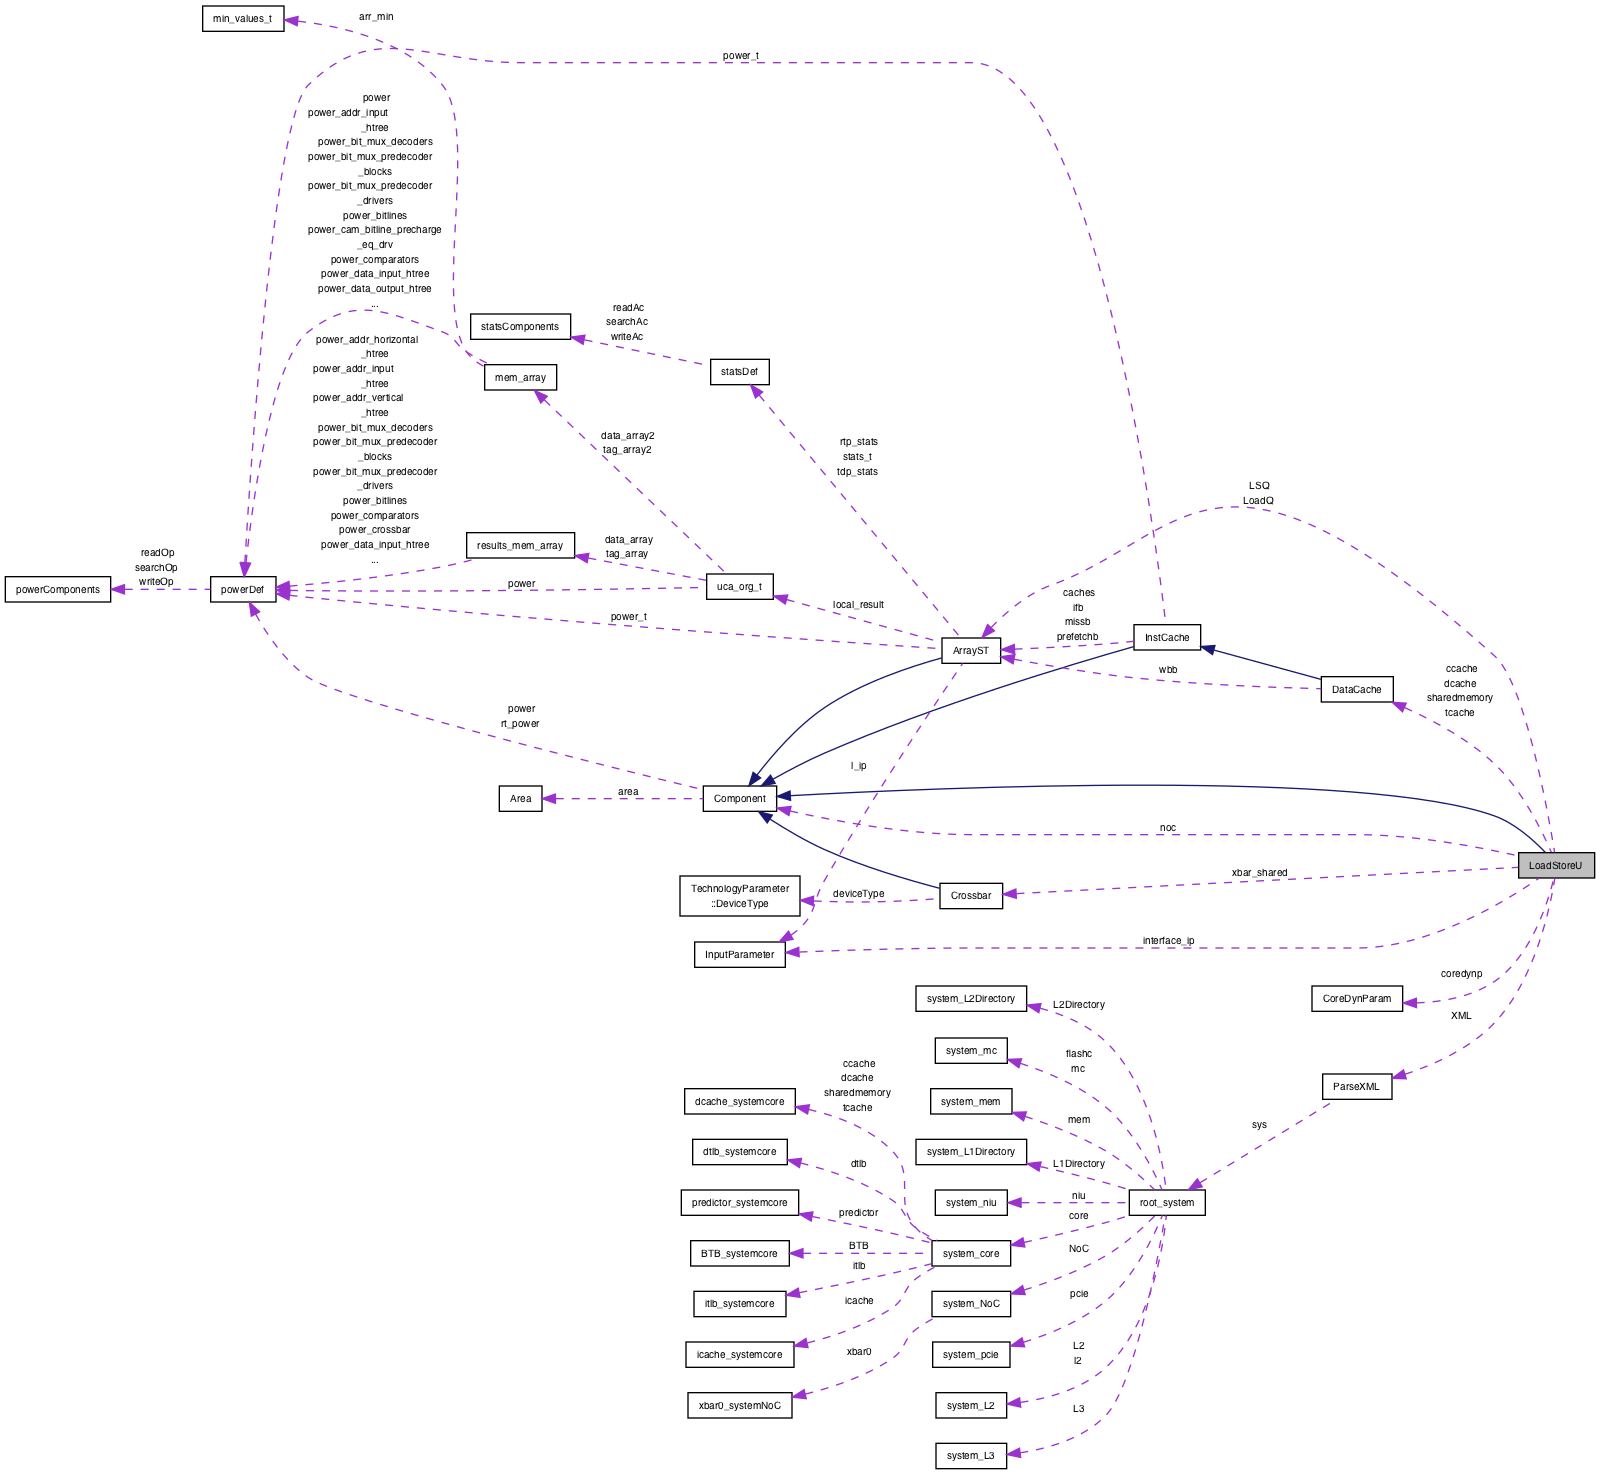 min_values_t
arr_min
power_t
power
power_addr_input
_htree
power_bit_mux_decoders
power_bit_mux_predecoder
_blocks
power_bit_mux_predecoder
_drivers
power_bitlines
power_cam_bitline_precharge
_eq_drv
power_comparators
power_data_input_htree
power_data_output_htree
...
power_addr_horizontal
_htree
power_addr_input
_htree
power_addr_vertical
_htree
power_bit_mux_decoders
power_bit_mux_predecoder
_blocks
power_bit_mux_predecoder
_drivers
power_bitlines
power_comparators
power_crossbar
power_data_input_htree
...
statsComponents
readAc
searchAc
writeAc
statsDef
mem_array
data_array2
tag_array2
rtp_stats
stats_t
tdp_stats
LSQ
LoadQ
results_mem_array
data_array
tag_array
readOp
searchOp
writeOp
powerComponents
powerDef
power
uca_org_t
local_result
power_t
caches
ifb
missb
prefetchb
InstCache
ArrayST
wbb
DataCache
ccache
dcache
sharedmemory
tcache
power
rt_power
l_ip
Area
area
Component
noc
LoadStoreU
xbar_shared
TechnologyParameter
::DeviceType
deviceType
Crossbar
InputParameter
interface_ip
coredynp
CoreDynParam
XML
system_L2Directory
L2Directory
system_mc
flashc
mc
ParseXML
ccache
dcache
sharedmemory
tcache
dcache_systemcore
system_mem
mem
sys
dtlb_systemcore
dtlb
system_L1Directory
L1Directory
predictor_systemcore
predictor
system_niu
niu
root_system
core
BTB_systemcore
BTB
system_core
NoC
itlb
itlb_systemcore
icache
system_NoC
pcie
icache_systemcore
xbar0
system_pcie
L2
l2
xbar0_systemNoC
system_L2
L3
system_L3